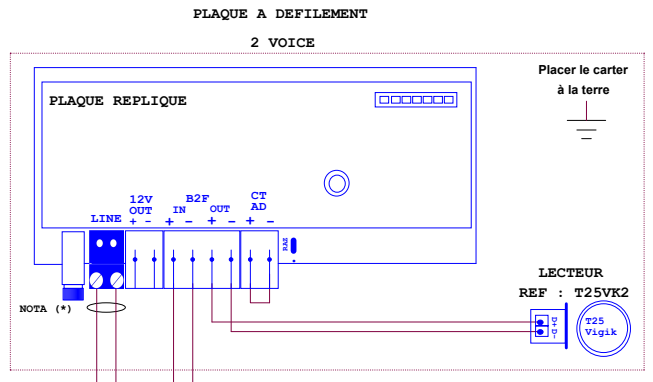 PLAQUE A DEFILEMENT
2 VOICE
Placer le carter
à la terre
PLAQUE REPLIQUE
12V
OUT
B2F
IN
OUT
CT
AD
LINE
+ -
+ -
+ -
+ -
RAZ
NOTA (*)
LECTEUR
REF : T25VK2
D+
D-
T25
Vigik